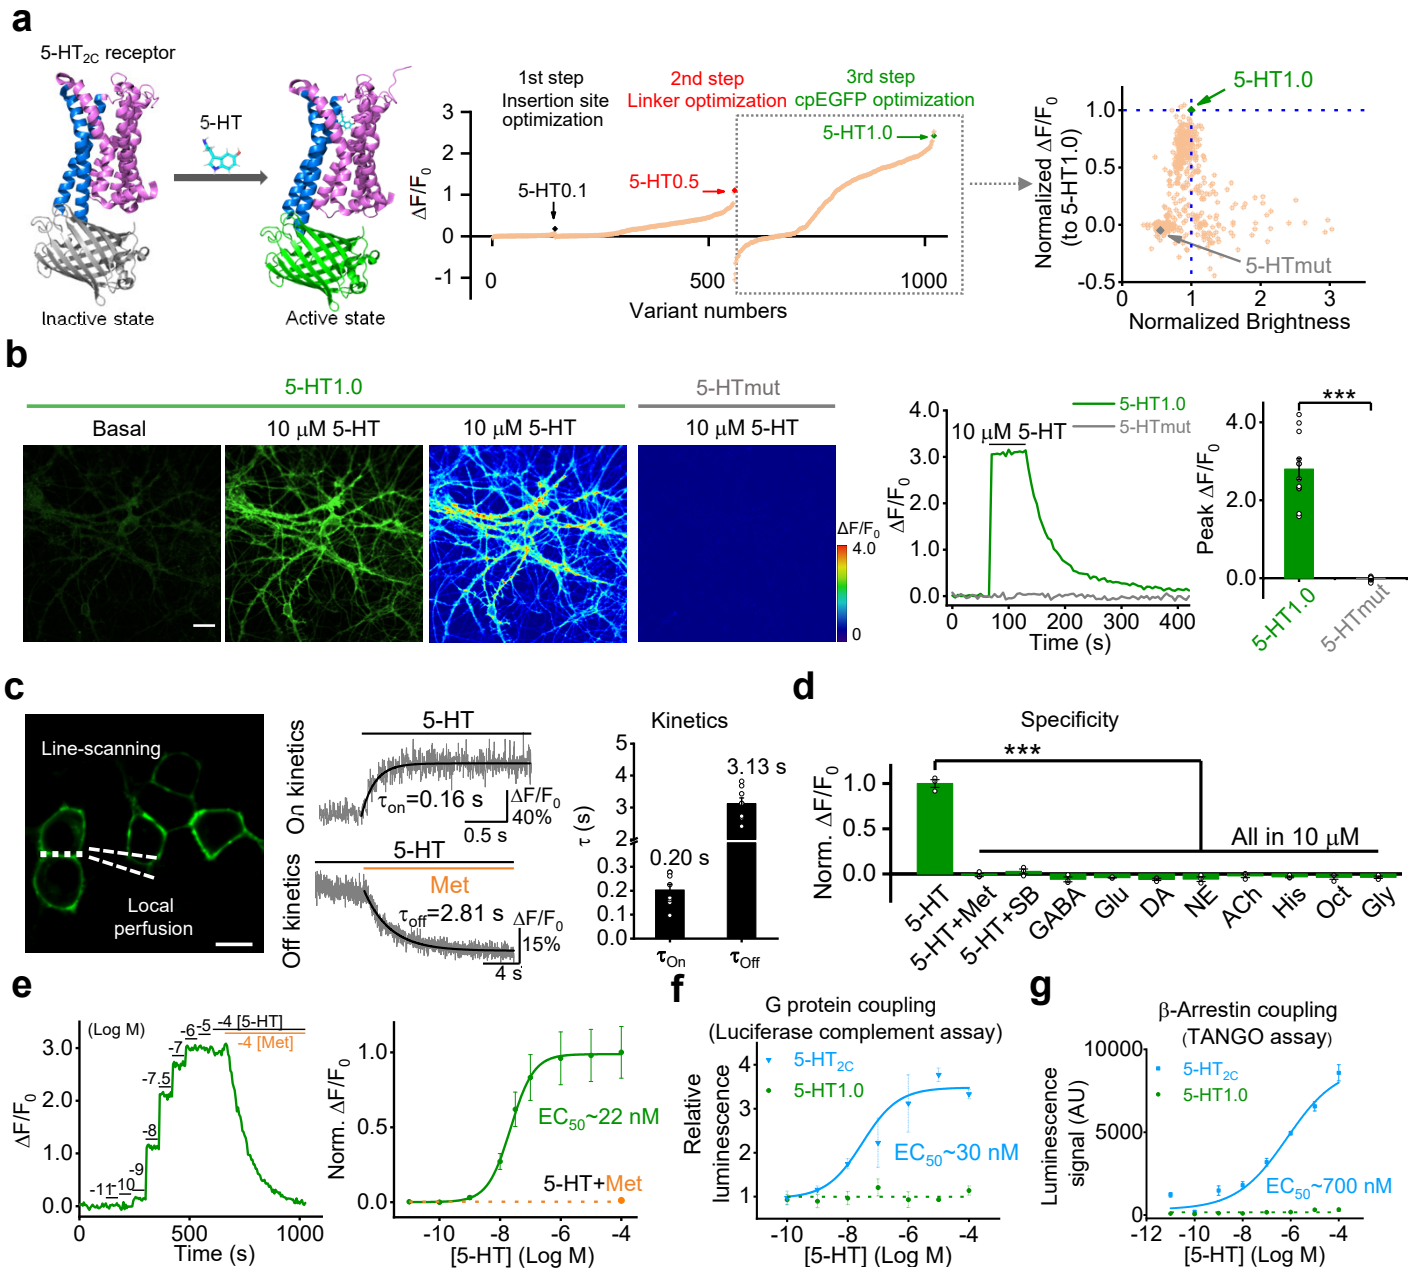 a
5-HT2C receptor
5-HT
Inactive state
Active state
1st step
Insertion site
optimization
2nd step
Linker optimization
3rd step
cpEGFP optimization
5-HT0.1
5-HT0.5
5-HT1.0
ΔF/F0
3
2
1
0
-1
0
500
1000
Variant numbers
5-HT1.0
5-HTmut
Normalized ΔF/F0
(to 5-HT1.0)
1.0
0.5
0.0
-0.5
0
1
2
3
Normalized Brightness
b
5-HT1.0
5-HTmut
Basal
10 μM 5-HT
10 μM 5-HT
10 μM 5-HT
ΔF/F0
4.0
0
5-HT1.0
5-HTmut
10 μM 5-HT
ΔF/F0
4.0
3.0
2.0
1.0
0.0
0
100
200
300
400
Time (s)
***
Peak ΔF/F0
4.0
2.0
0.0
5-HT1.0
5-HTmut
c
Line-scanning
Local
perfusion
On kinetics
5-HT
τon=0.16 s
ΔF/F0
40%
0.5 s
Off kinetics
5-HT
Met
τoff=2.81 s
ΔF/F0
15%
4 s
Kinetics
τ (s)
5
4
3
2
0.3
0.2
0.1
0.0
0.20 s
3.13 s
τOn
τOff
d
Specificity
***
All in 10 μM
Norm. ΔF/F0
1.0
0.5
0.0
5-HT
5-HT+Met
5-HT+SB
GABA
Glu
DA
NE
ACh
His
Oct
Gly
e
(Log M)
-11
-10
-9
-8
-7.5
-7
-6
-5
-4 [5-HT]
-4 [Met]
ΔF/F0
3.0
2.0
1.0
0.0
0
500
1000
Time (s)
Norm. ΔF/F0
1.0
0.5
0.0
EC50~22 nM
5-HT+Met
-10
-8
-6
-4
[5-HT] (Log M)
f
G protein coupling
(Luciferase complement assay)
5-HT2C
5-HT1.0
Relative
luminescence
4
3
2
1
EC50~30 nM
-10
-8
-6
-4
[5-HT] (Log M)
g
β-Arrestin coupling
(TANGO assay)
5-HT2C
5-HT1.0
Luminescence
signal (AU)
10000
5000
0
EC50~700 nM
-12
-10
-8
-6
-4
[5-HT] (Log M)